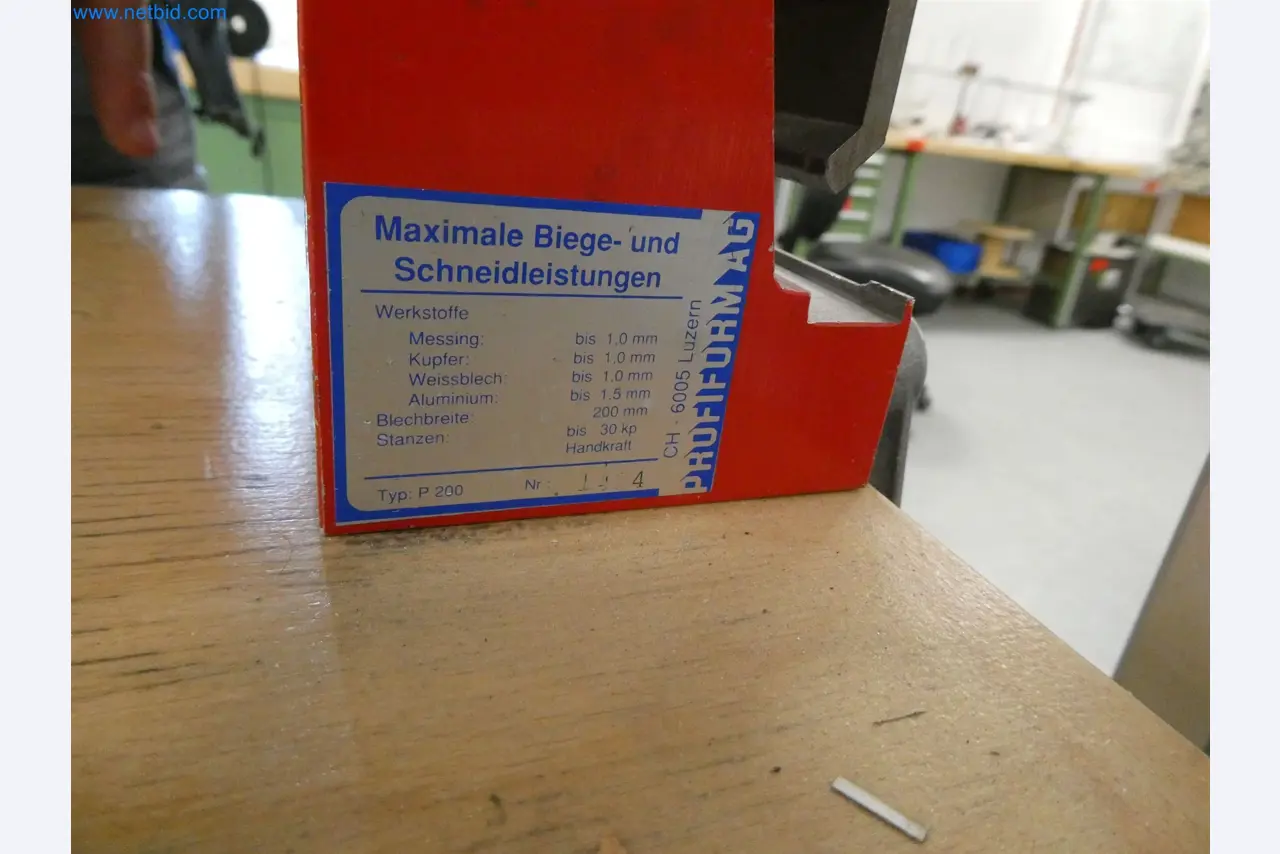 www.netbid.com
Maximale Biege- und
Schneidleistungen
Werkstoffe
Messing: bis 1,0 mm
Kupfer: bis 1,0 mm
Weissblech: bis 1,0 mm
Aluminium: bis 1.5 mm
Blechbreite: 200 mm
Stanzen: bis 30 kp
Handkraft
Typ: P 200 Nr.: 4
CH - 6005 Luzern
PROFIFORM AG